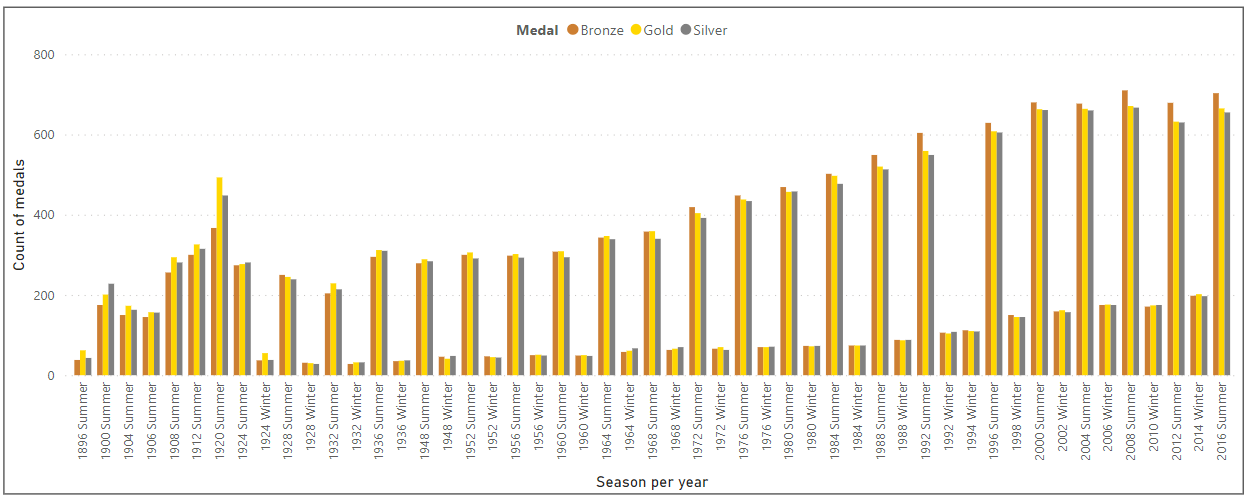 Medal Bronze Gold Silver
800
600
400
200
0
Count of medals
1896 Summer
1900 Summer
1904 Summer
1906 Summer
1908 Summer
1912 Summer
1920 Summer
1924 Summer
1924 Winter
1928 Summer
1928 Winter
1932 Summer
1932 Winter
1936 Summer
1936 Winter
1948 Summer
1948 Winter
1952 Summer
1952 Winter
1956 Summer
1956 Winter
1960 Summer
1960 Winter
1964 Summer
1964 Winter
1968 Summer
1968 Winter
1972 Summer
1972 Winter
1976 Summer
1976 Winter
1980 Summer
1980 Winter
1984 Summer
1984 Winter
1988 Summer
1988 Winter
1992 Summer
1992 Winter
1994 Winter
1996 Summer
1998 Winter
2000 Summer
2002 Winter
2004 Summer
2006 Winter
2008 Summer
2010 Winter
2012 Summer
2014 Winter
2016 Summer
Season per year